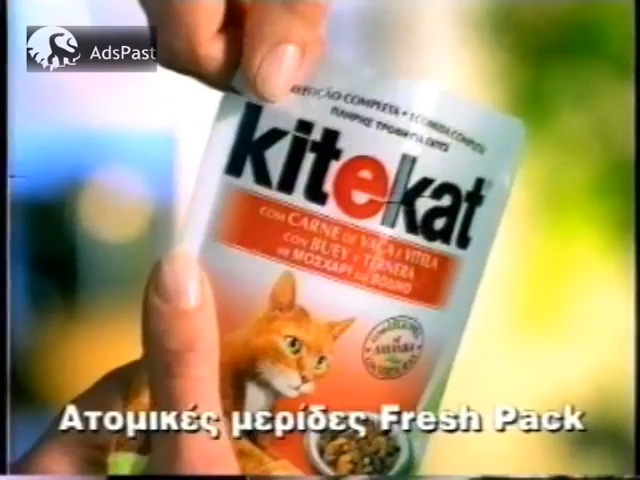 AdsPast
REFEIÇÃO COMPLETA • COMIDA COMPLETA
ΠΛΗΡΗΣ ΤΡΟΦΗ ΓΙΑ ΓΑΤΕΣ
kitekat
COM CARNE DE VACA E VITELA
CON BUEY Y TERNERA
ΜΕ ΜΟΣΧΑΡΙ ΚΑΙ ΒΟΔΙΝΟ
Ατομικές μερίδες Fresh Pack